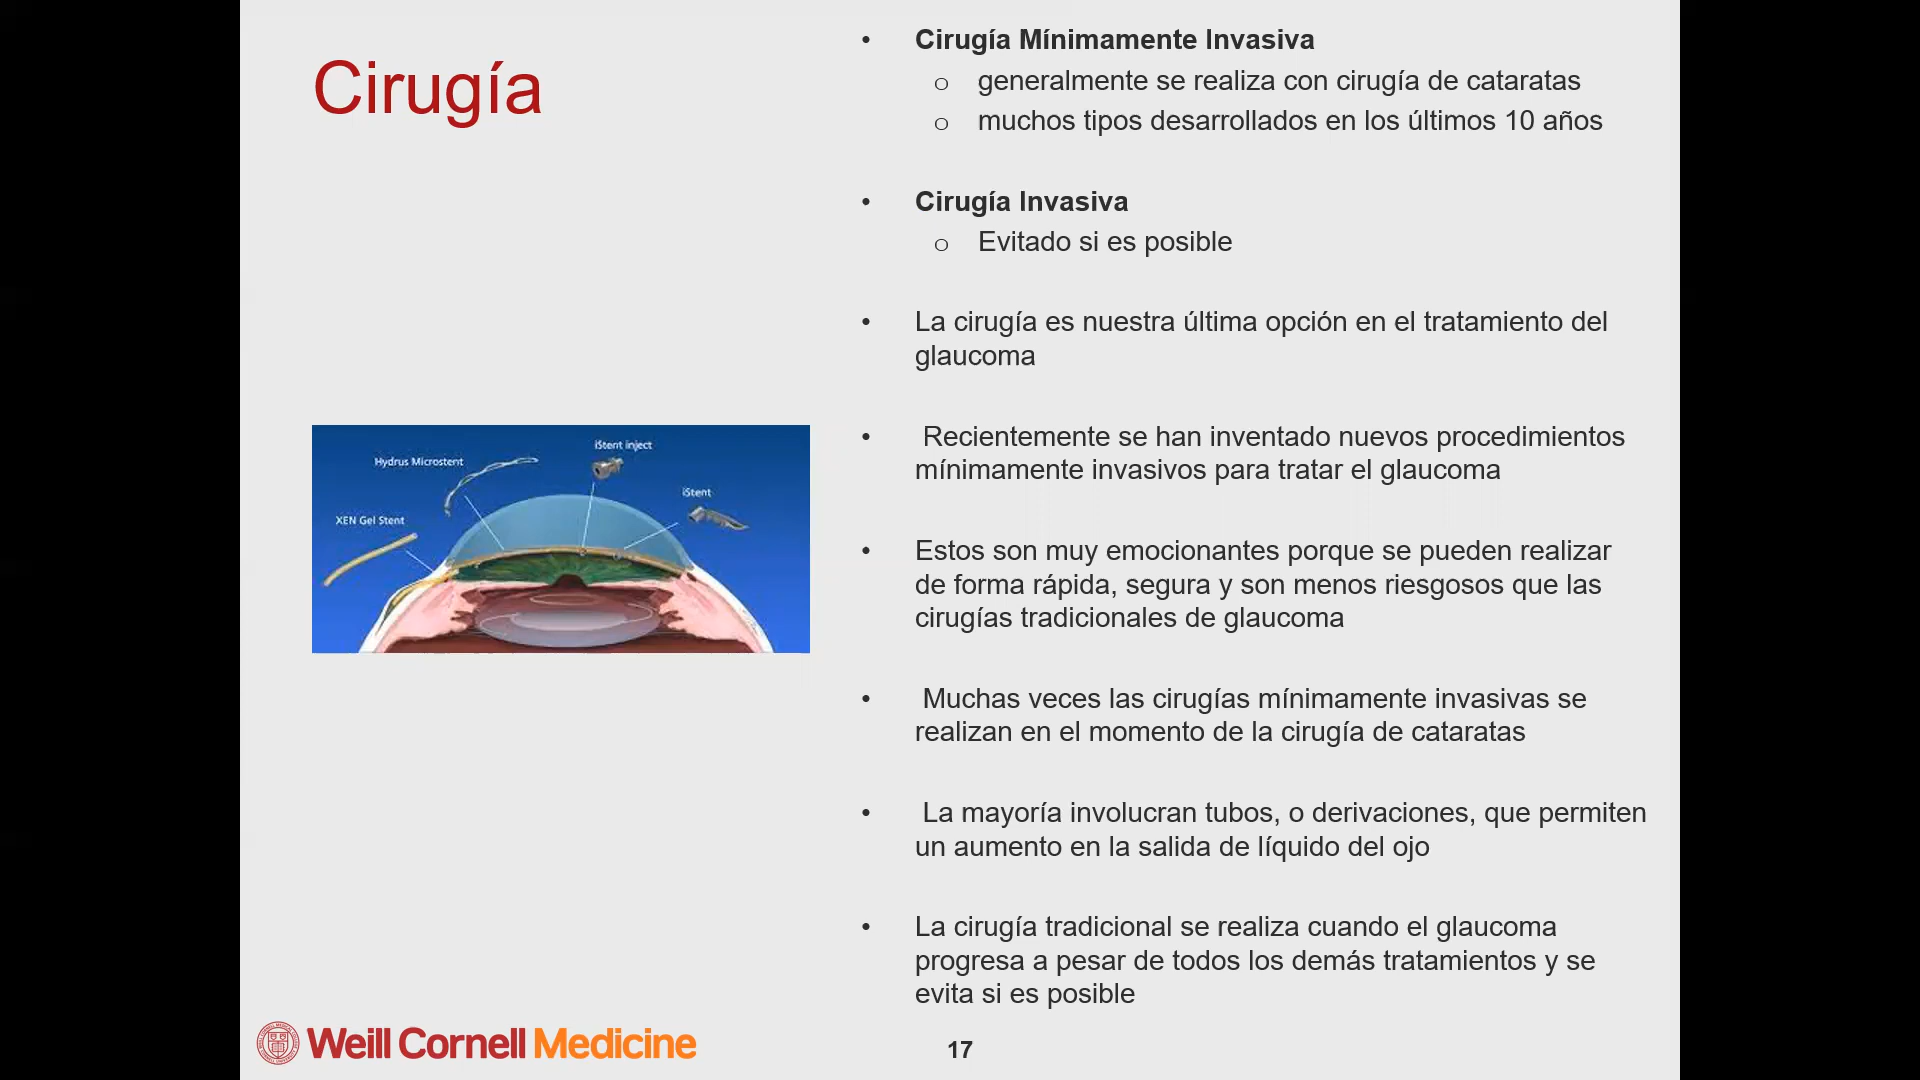 Cirugía
• Cirugía Mínimamente Invasiva
o generalmente se realiza con cirugía de cataratas
o muchos tipos desarrollados en los últimos 10 años
• Cirugía Invasiva
o Evitado si es posible
• La cirugía es nuestra última opción en el tratamiento del
glaucoma
• Recientemente se han inventado nuevos procedimientos
mínimamente invasivos para tratar el glaucoma
• Estos son muy emocionantes porque se pueden realizar
de forma rápida, segura y son menos riesgosos que las
cirugías tradicionales de glaucoma
• Muchas veces las cirugías mínimamente invasivas se
realizan en el momento de la cirugía de cataratas
• La mayoría involucran tubos, o derivaciones, que permiten
un aumento en la salida de líquido del ojo
• La cirugía tradicional se realiza cuando el glaucoma
progresa a pesar de todos los demás tratamientos y se
evita si es posible
iStent inject
Hydrus Microstent
iStent
XEN Gel Stent
Weill Cornell Medicine
17